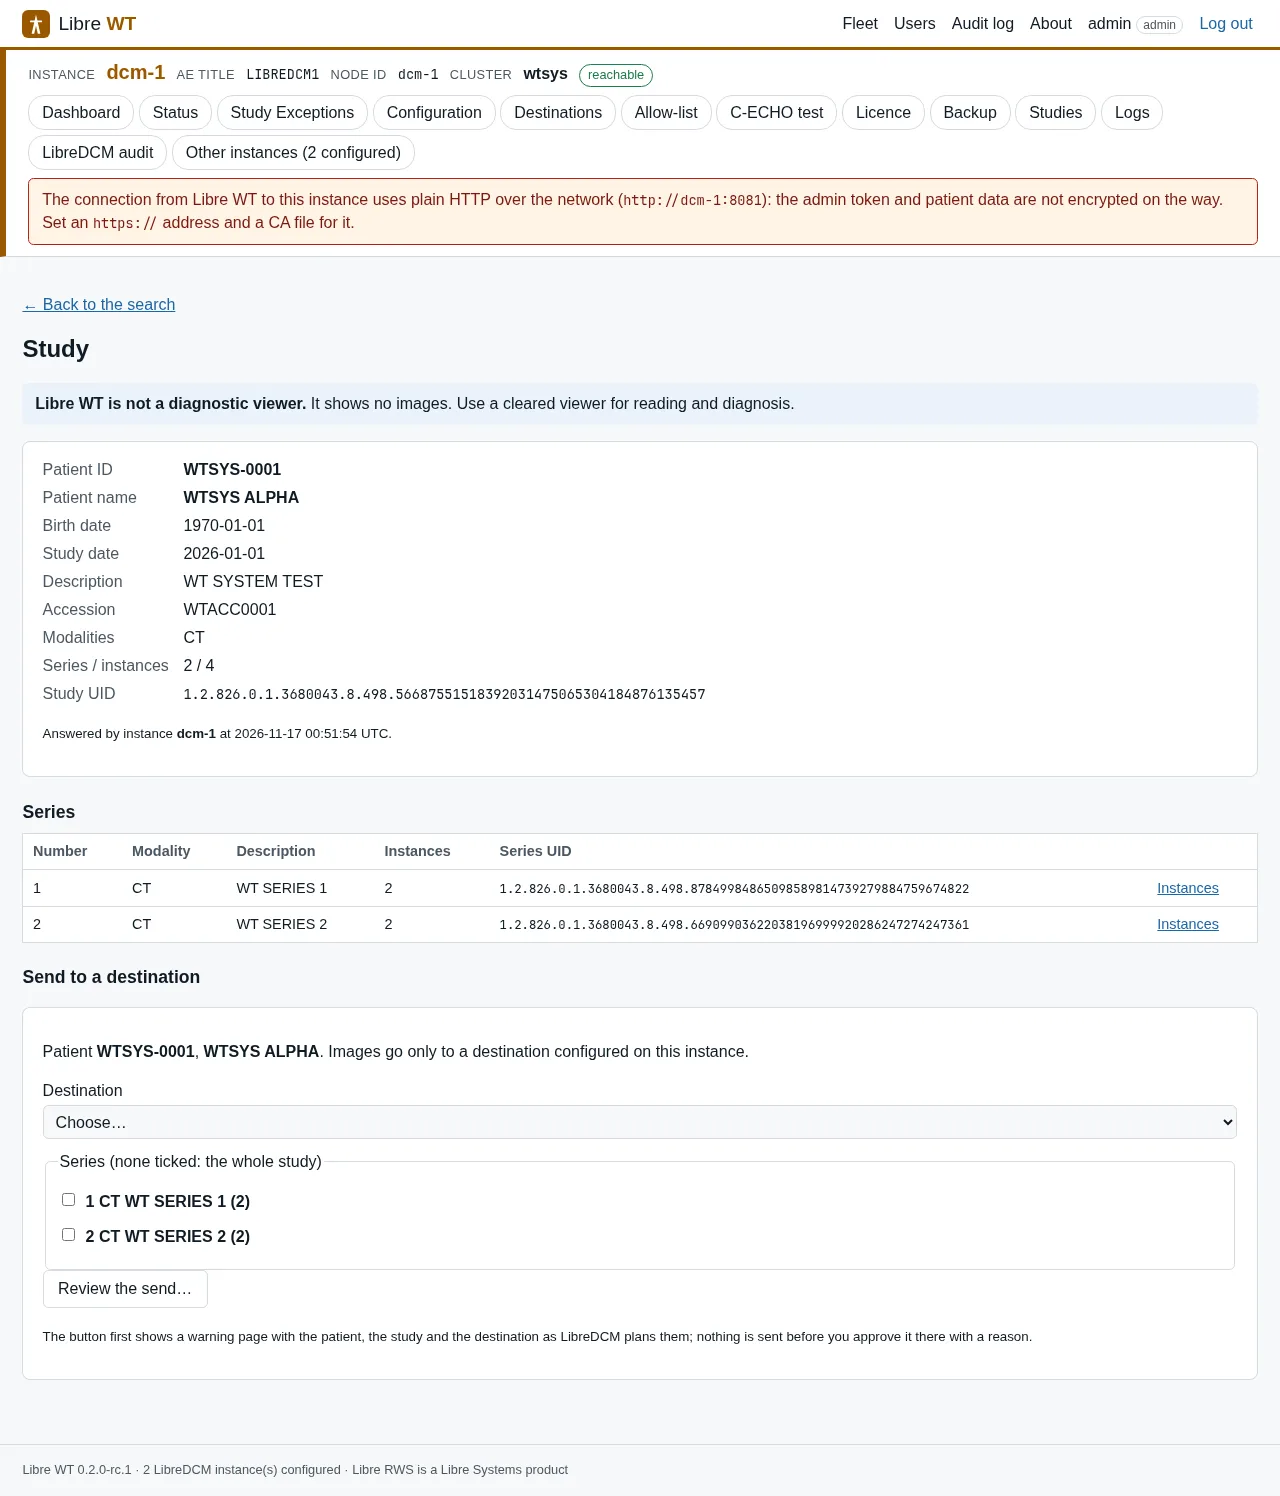 Libre WT Fleet Users Audit log About admin admin Log out
INSTANCE dcm-1 AE TITLE LIBREDCM1 NODE ID dcm-1 CLUSTER wtsys reachable
Dashboard Status Study Exceptions Configuration Destinations Allow-list C-ECHO test Licence Backup Studies Logs
LibreDCM audit Other instances (2 configured)
The connection from Libre WT to this instance uses plain HTTP over the network (http://dcm-1:8081): the admin token and patient data are not encrypted on the way.
Set an https:// address and a CA file for it.
← Back to the search
Study
Libre WT is not a diagnostic viewer. It shows no images. Use a cleared viewer for reading and diagnosis.
Patient ID WTSYS-0001
Patient name WTSYS ALPHA
Birth date 1970-01-01
Study date 2026-01-01
Description WT SYSTEM TEST
Accession WTACC0001
Modalities CT
Series / instances 2 / 4
Study UID 1.2.826.0.1.3680043.8.498.56687551518392031475065304184876135457
Answered by instance dcm-1 at 2026-11-17 00:51:54 UTC.
Series
Number Modality Description Instances Series UID
1 CT WT SERIES 1 2 1.2.826.0.1.3680043.8.498.87849984865098589814739279884759674822 Instances
2 CT WT SERIES 2 2 1.2.826.0.1.3680043.8.498.66909903622038196999920286247274247361 Instances
Send to a destination
Patient WTSYS-0001, WTSYS ALPHA. Images go only to a destination configured on this instance.
Destination
Choose…
Series (none ticked: the whole study)
1 CT WT SERIES 1 (2)
2 CT WT SERIES 2 (2)
Review the send…
The button first shows a warning page with the patient, the study and the destination as LibreDCM plans them; nothing is sent before you approve it there with a reason.
Libre WT 0.2.0-rc.1 · 2 LibreDCM instance(s) configured · Libre RWS is a Libre Systems product